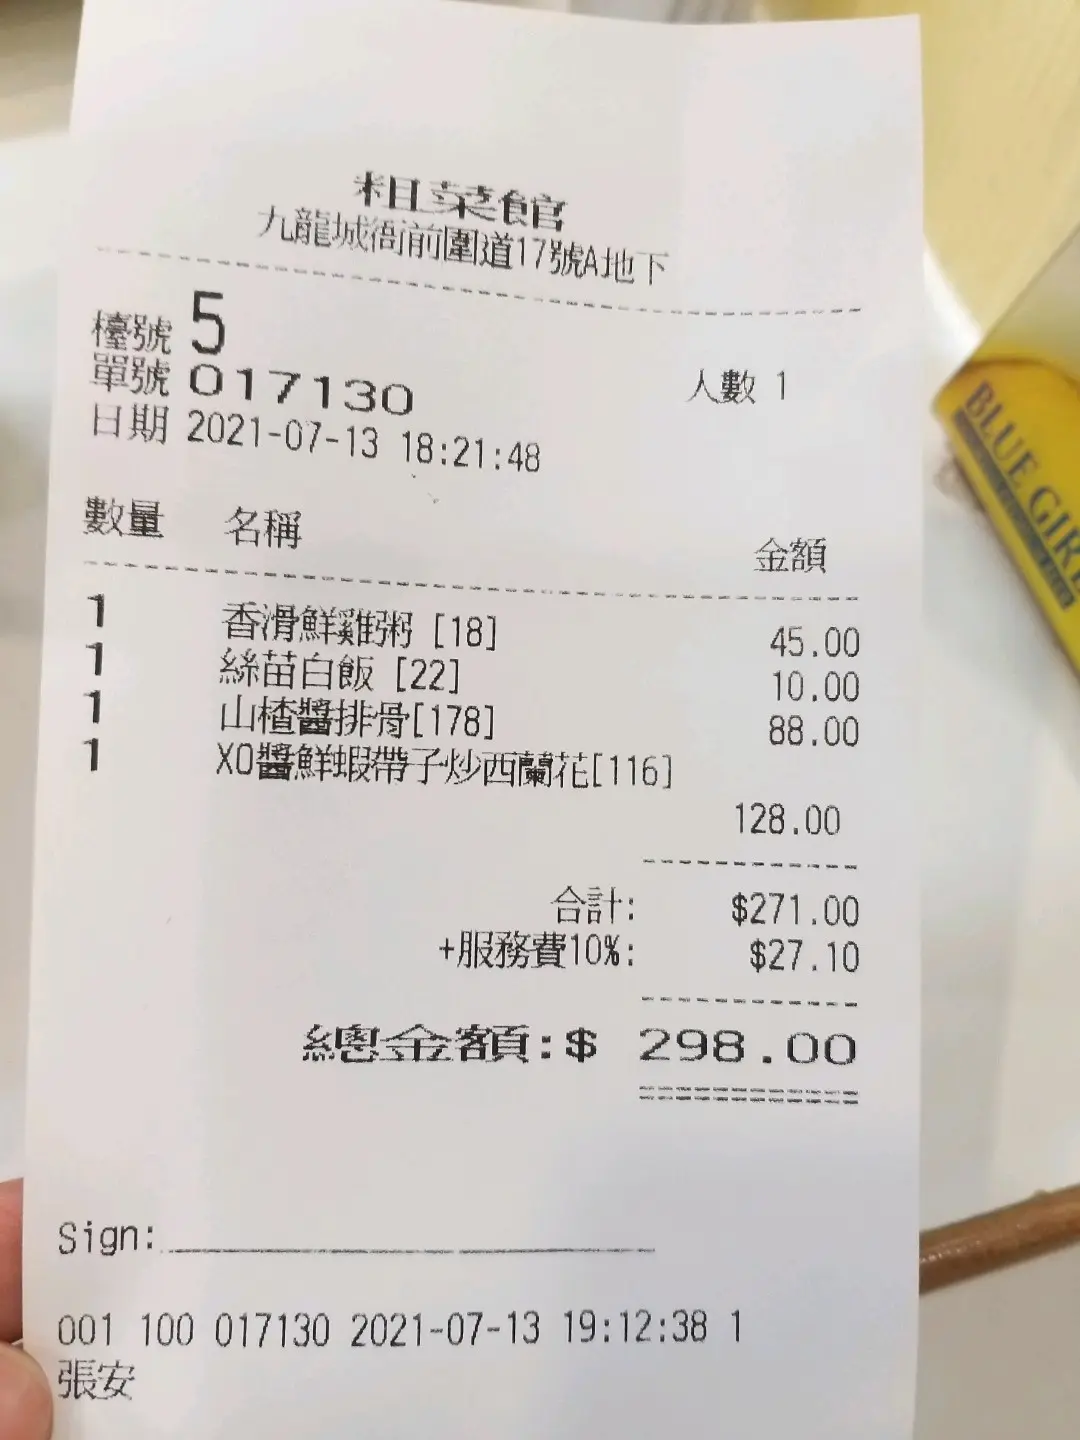 粗菜館
九龍城衙前圍道17號A地下
檯號 5
單號 017130 人數 1
日期 2021-07-13 18:21:48
數量 名稱 金額
1 香滑鮮雞粥 [18] 45.00
1 絲苗白飯 [22] 10.00
1 山楂醬排骨[178] 88.00
1 XO醬鮮蝦帶子炒西蘭花[116]
128.00
合計: $271.00
+服務費10%: $27.10
總金額:$ 298.00
Sign:
001 100 017130 2021-07-13 19:12:38 1
張安
BLUE GIRL